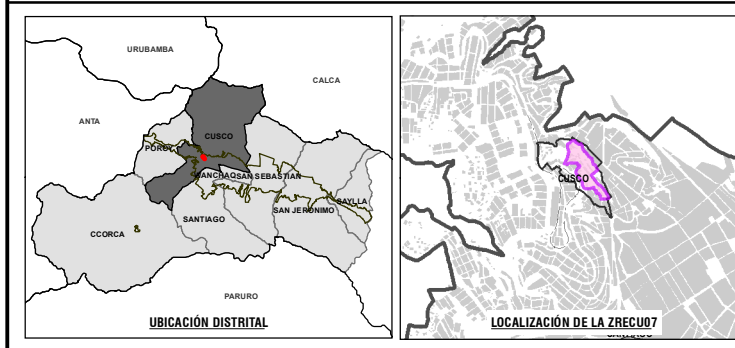 URUBAMBA
CALCA
ANTA
CUSCO
POROY
WANCHAQ
SAN SEBASTIAN
SAYLLA
SAN JERONIMO
SANTIAGO
CCORCA
PARURO
UBICACIÓN DISTRITAL
CUSCO
LOCALIZACIÓN DE LA ZRECU07
SANTIAGO